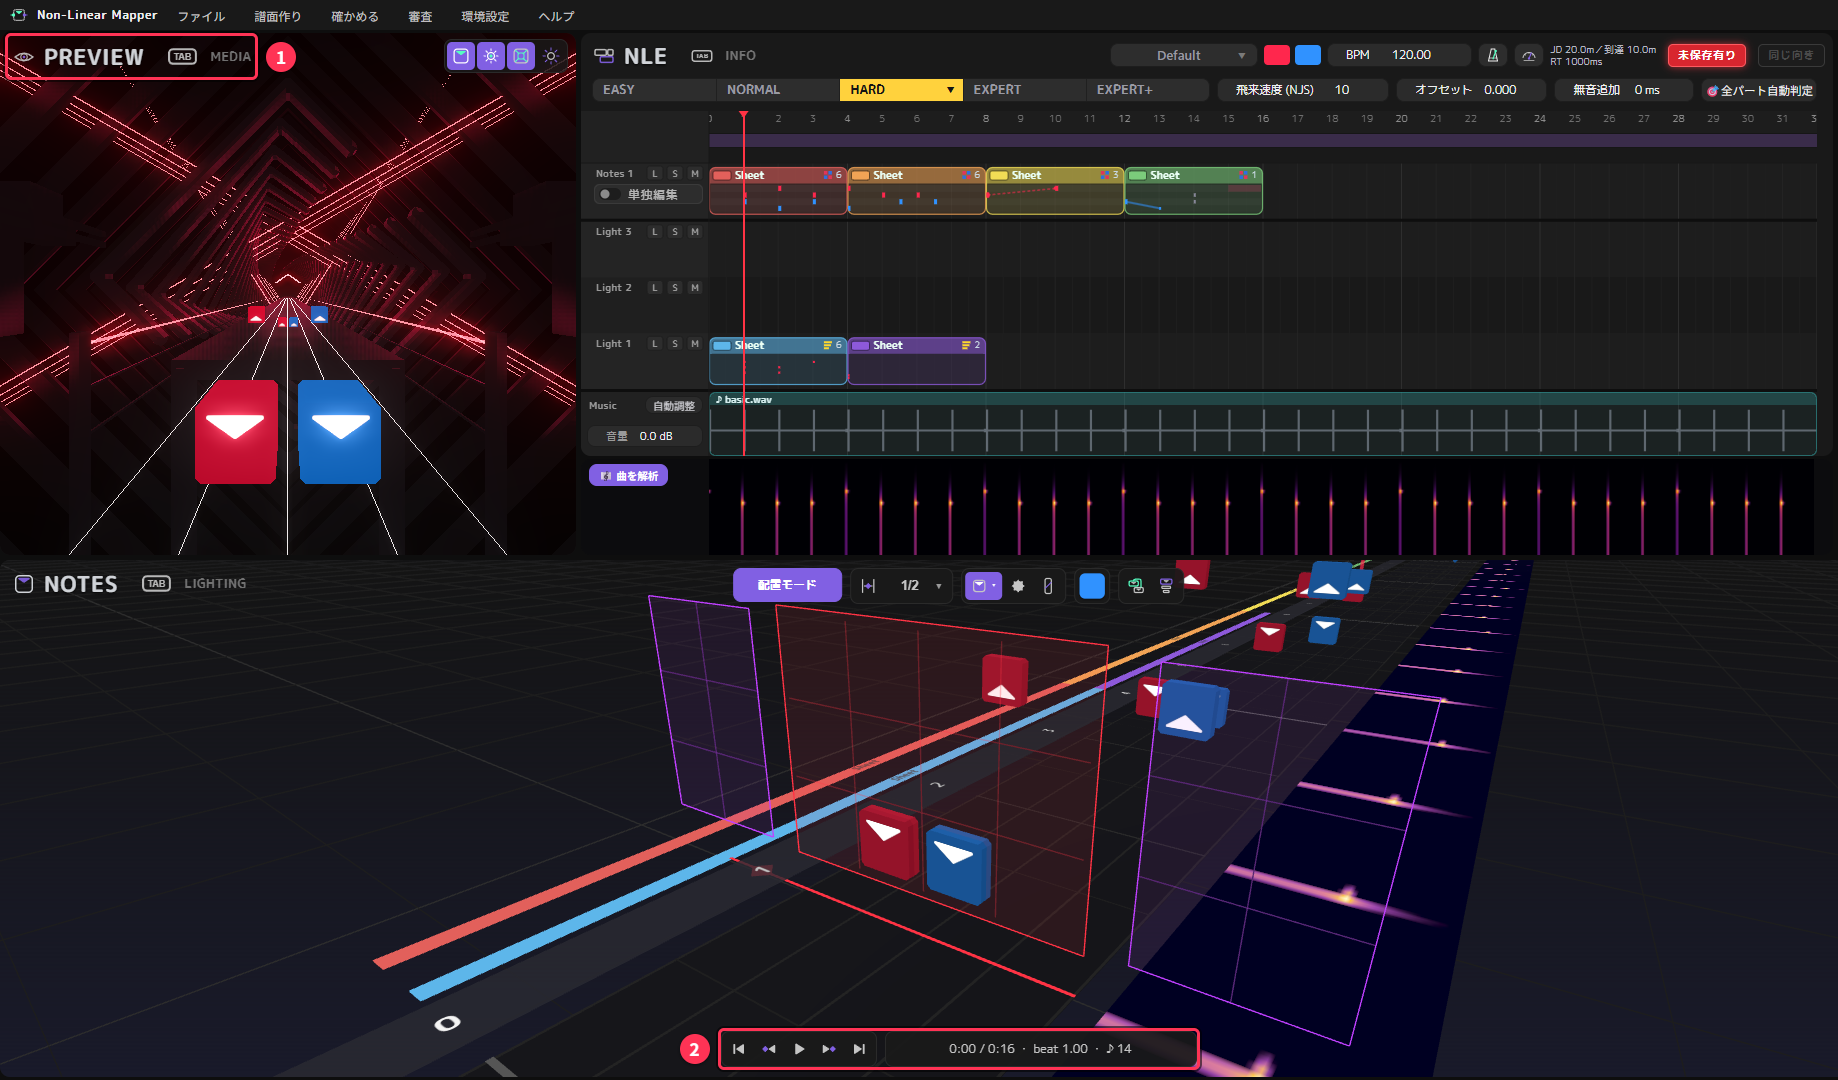 Non-Linear Mapper ファイル 譜面作り 確かめる 審査 環境設定 ヘルプ
PREVIEW TAB MEDIA 1
NLE TAB INFO Default BPM 120.00 JD 20.0m／到達 10.0m
RT 1000ms
未保存有り 同じ向き
EASY NORMAL HARD EXPERT EXPERT+ 飛来速度 (NJS) 10 オフセット 0.000 無音追加 0 ms 全パート自動判定
2 3 4 5 6 7 8 9 10 11 12 13 14 15 16 17 18 19 20 21 22 23 24 25 26 27 28 29 30 31 3
Notes 1 L S M Sheet 6 Sheet 6 Sheet 3 Sheet 1
単独編集
Light 3 L S M
Light 2 L S M
Light 1 L S M Sheet 6 Sheet 2
Music 自動調整 ♪ basic.wav
音量 0.0 dB
曲を解析
NOTES TAB LIGHTING 配置モード 1/2
2
0
2 0:00 / 0:16 · beat 1.00 · ♪ 14